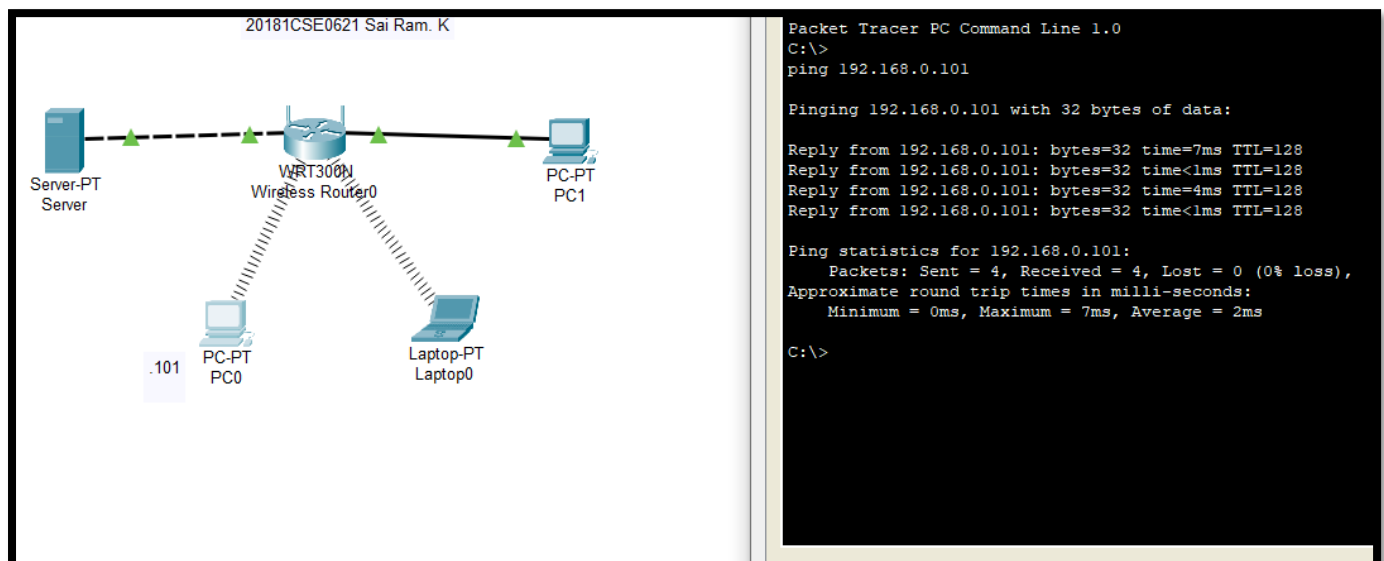 20181CSE0621 Sai Ram. K
Server-PT
Server
WRT300N
Wireless Router0
PC-PT
PC1
.101
PC-PT
PC0
Laptop-PT
Laptop0
Packet Tracer PC Command Line 1.0
C:\>
ping 192.168.0.101
Pinging 192.168.0.101 with 32 bytes of data:
Reply from 192.168.0.101: bytes=32 time=7ms TTL=128
Reply from 192.168.0.101: bytes=32 time<1ms TTL=128
Reply from 192.168.0.101: bytes=32 time=4ms TTL=128
Reply from 192.168.0.101: bytes=32 time<1ms TTL=128
Ping statistics for 192.168.0.101:
Packets: Sent = 4, Received = 4, Lost = 0 (0% loss),
Approximate round trip times in milli-seconds:
Minimum = 0ms, Maximum = 7ms, Average = 2ms
C:\>